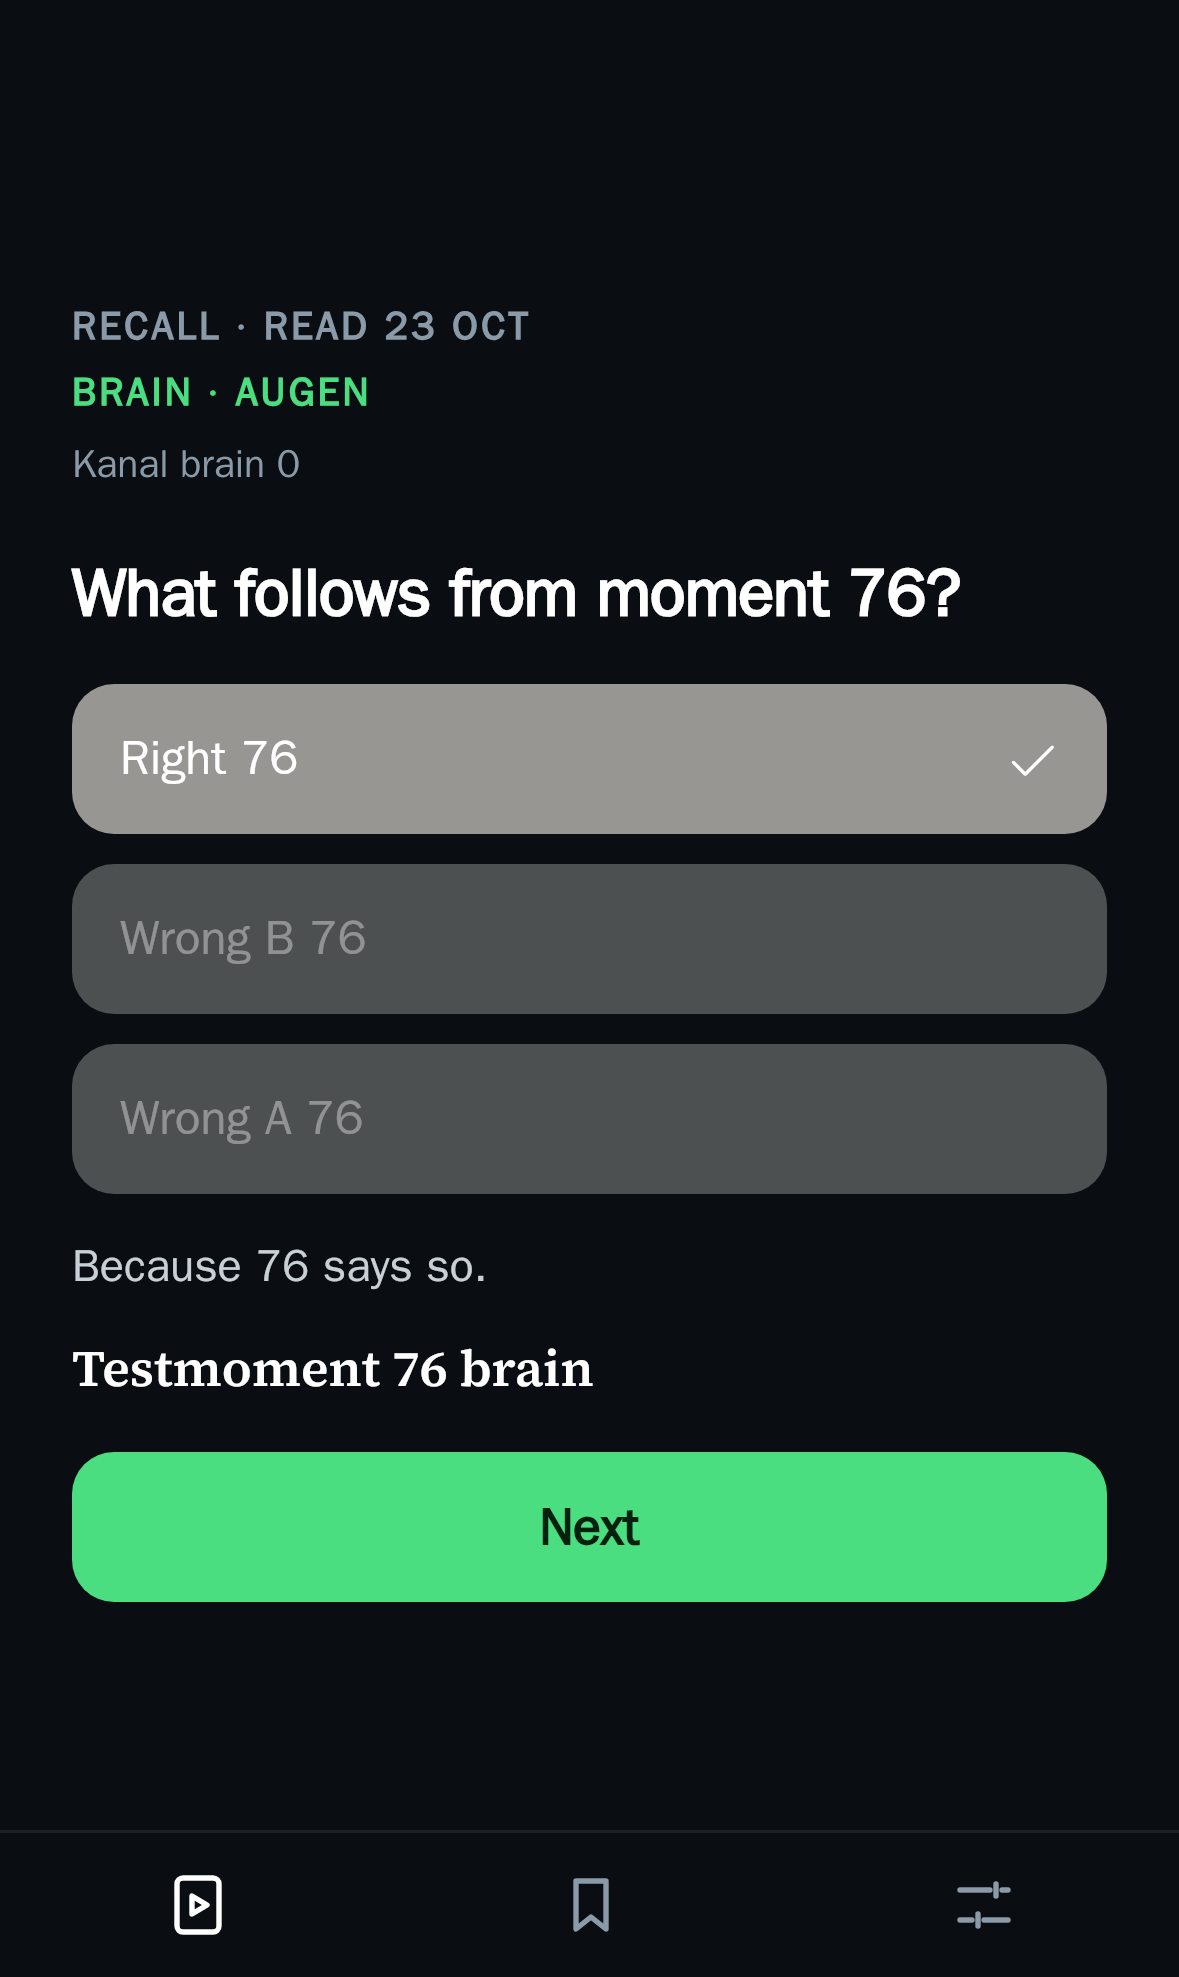 RECALL · READ 23 OCT
BRAIN · AUGEN
Kanal brain 0
What follows from moment 76?
Right 76
Wrong B 76
Wrong A 76
Because 76 says so.
Testmoment 76 brain
Next